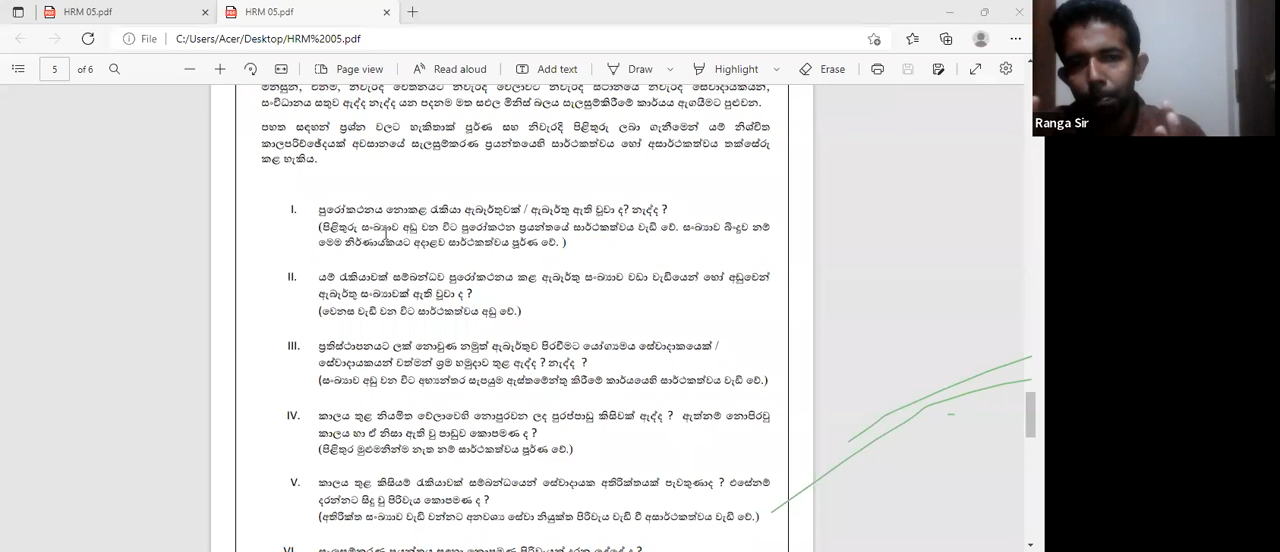 HRM 05.pdf
HRM 05.pdf
File
C:/Users/Acer/Desktop/HRM%2005.pdf
5 of 6
Page view
Read aloud
Add text
Draw
Highlight
Erase
Ranga Sir
සංවිධානය සතුව ඇද්ද නැද්ද යන පදනම මත සඵල මිනිස් බලය සැලසුම්කිරීමේ කාර්යය ඇගයීමට පුළුවන.
පහත සඳහන් ප්‍රශ්න වලට හැකිතාක් පූර්ණ සහ නිවැරදි පිළිතුරු ලබා ගැනීමෙන් යම් නිශ්චිත
කාලපරිච්ඡේදයක් අවසානයේ සැලසුම්කරණ ප්‍රයත්නයෙහි සාර්ථකත්වය හෝ අසාර්ථකත්වය තක්සේරු
කළ හැකිය.
I. පුරෝකථනය නොකළ රැකියා ඇබෑර්තුවක් / ඇබෑර්තු ඇති වූවා ද? නැද්ද ?
(පිළිතුරු සංඛ්‍යාව අඩු වන විට පුරෝකථන ප්‍රයත්නයේ සාර්ථකත්වය වැඩි වේ. සංඛ්‍යාව බිංදුව නම්
මෙම නිර්ණායකයට අදාළව සාර්ථකත්වය පූර්ණ වේ. )
II. යම් රැකියාවක් සම්බන්ධව පුරෝකථනය කළ ඇබෑර්තු සංඛ්‍යාව වඩා වැඩියෙන් හෝ අඩුවෙන්
ඇබෑර්තු සංඛ්‍යාවක් ඇති වූවා ද ?
(වෙනස වැඩි වන විට සාර්ථකත්වය අඩු වේ.)
III. ප්‍රතිස්ථාපනයට ලක් නොවුණ නමුත් ඇබෑර්තුව පිරවීමට යෝග්‍යමය සේවාදාකයෙක් /
සේවාදායකයන් වත්මන් ශ්‍රම හමුදාව තුළ ඇද්ද ? නැද්ද ?
(සංඛ්‍යාව අඩු වන විට අභ්‍යන්තර සැපයුම ඇස්තමේන්තු කිරීමේ කාර්යයෙහි සාර්ථකත්වය වැඩි වේ.)
IV. කාලය තුළ නියමිත වේලාවෙහි නොපුරවන ලද පුරප්පාඩු කිසිවක් ඇද්ද ? ඇත්නම් නොපිරවු
කාලය හා ඒ නිසා ඇති වු පාඩුව කොපමණ ද ?
(පිළිතුර මුළුමනින්ම නැත නම් සාර්ථකත්වය පූර්ණ වේ.)
V. කාලය තුළ කිසියම් රැකියාවක් සම්බන්ධයෙන් සේවාදායක අතිරික්තයක් පැවතුණාද ? එසේනම්
දරන්නට සිදු වු පිරිවැය කොපමණ ද ?
(අතිරික්ත සංඛ්‍යාව වැඩි වන්නට අනවශ්‍ය සේවා නියුක්ත පිරිවැය වැඩි වී අසාර්ථකත්වය වැඩි වේ.)